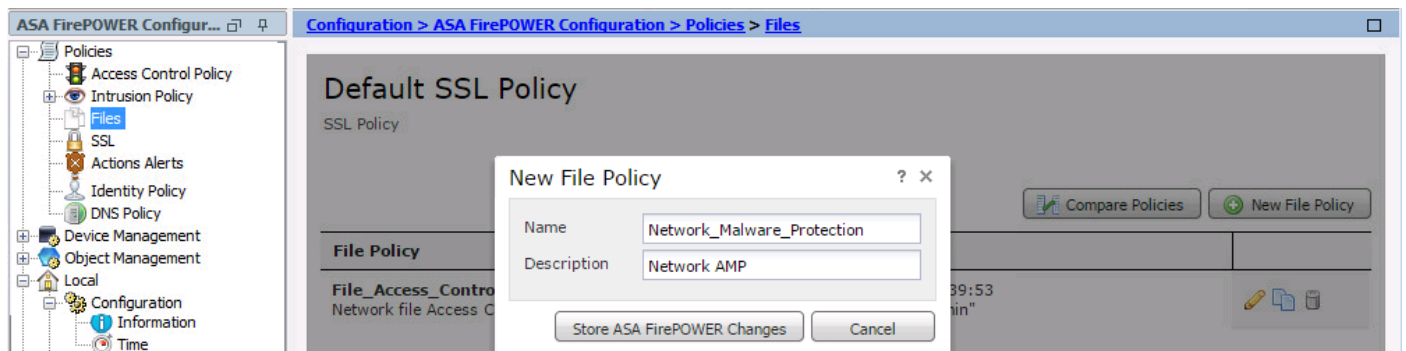 ASA FirePOWER Configur...
Configuration > ASA FirePOWER Configuration > Policies > Files
Policies
Access Control Policy
Intrusion Policy
Files
SSL
Actions Alerts
Identity Policy
DNS Policy
Device Management
Object Management
Local
Configuration
Information
Time
Default SSL Policy
SSL Policy
Compare Policies
New File Policy
File Policy
File_Access_Contro
Network file Access C
39:53
in"
New File Policy
? ×
Name
Network_Malware_Protection
Description
Network AMP
Store ASA FirePOWER Changes
Cancel